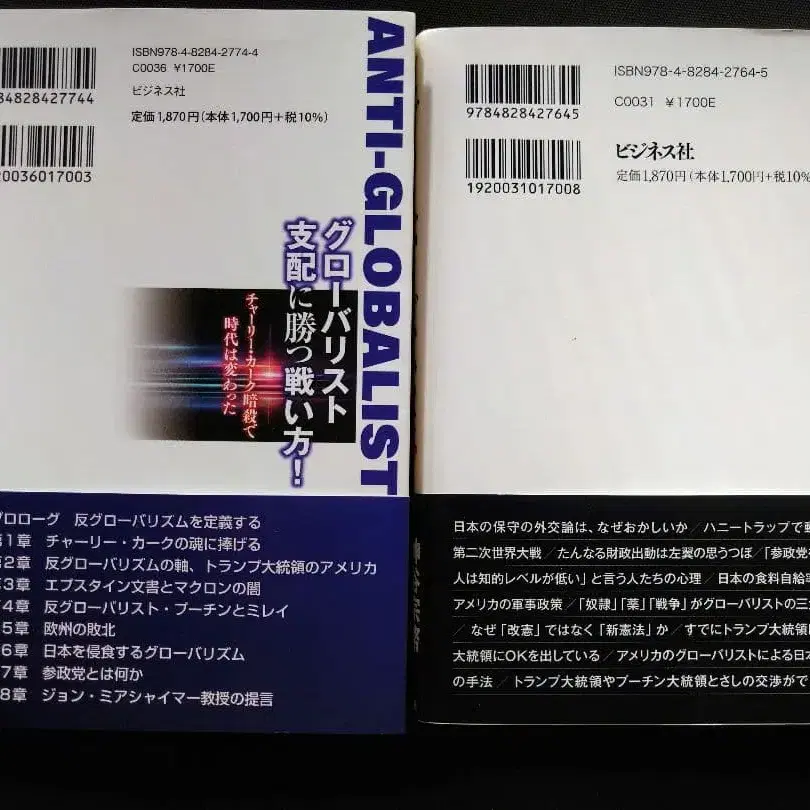 ISBN978-4-8284-2774-4
C0036 ¥1700E
ビジネス社
定価1,870円(本体1,700円+税10%)
84828427744
20036017003
ANTI-GLOBALIST
グローバリスト
支配に勝つ戦い方!
チャーリー・カーク暗殺で
時代は変わった
プロローグ 反グローバリズムを定義する
第1章 チャーリー・カークの魂に捧げる
第2章 反グローバリズムの軸、トランプ大統領のアメリカ
第3章 エプスタイン文書とマクロンの闇
第4章 反グローバリスト・プーチンとミレイ
5章 欧州の敗北
6章 日本を侵食するグローバリズム
7章 参政党とは何か
8章 ジョン・ミアシャイマー教授の提言
ISBN978-4-8284-2764-5
C0031 ¥1700E
9784828427645
ビジネス社
定価1,870円(本体1,700円+税10%
1920031017008
日本の保守の外交論は、なぜおかしいか/ハニートラップで
第二次世界大戦/たんなる財政出動は左翼の思うつぼ/「参政党
人は知的レベルが低い」と言う人たちの心理/日本の食料自給
アメリカの軍事政策/「奴隷」「薬」「戦争」がグローバリストの三
/なぜ「改憲」ではなく「新憲法」か/すでにトランプ大統領
大統領にOKを出している/アメリカのグローバリストによる日
の手法/トランプ大統領やプーチン大統領とさしの交渉がで